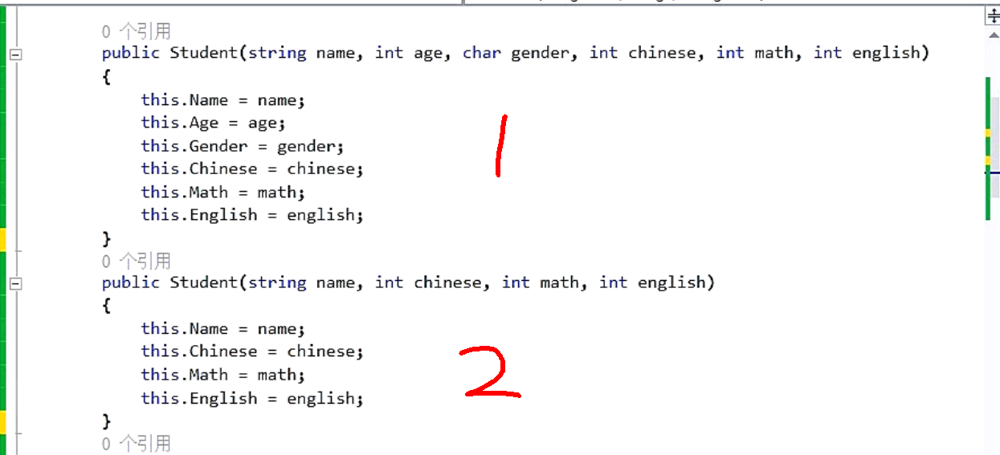 0 个引用
public Student(string name, int age, char gender, int chinese, int math, int english)
{
this.Name = name;
this.Age = age;
this.Gender = gender;
this.Chinese = chinese;
this.Math = math;
this.English = english;
}
1
0 个引用
public Student(string name, int chinese, int math, int english)
{
this.Name = name;
this.Chinese = chinese;
this.Math = math;
this.English = english;
}
2
0 个引用